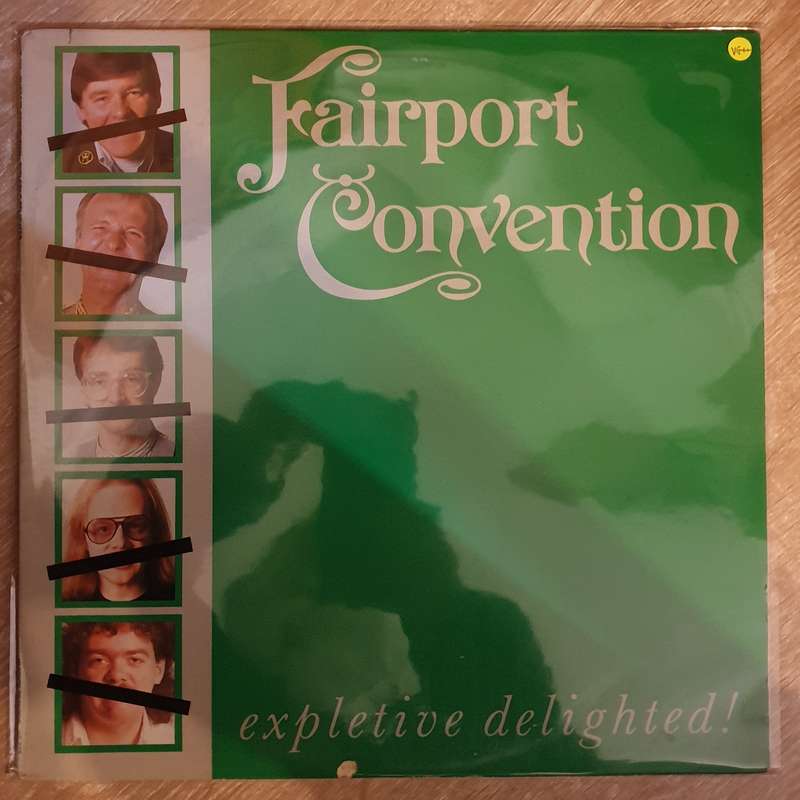 Fairport
Convention
expletive delighted!